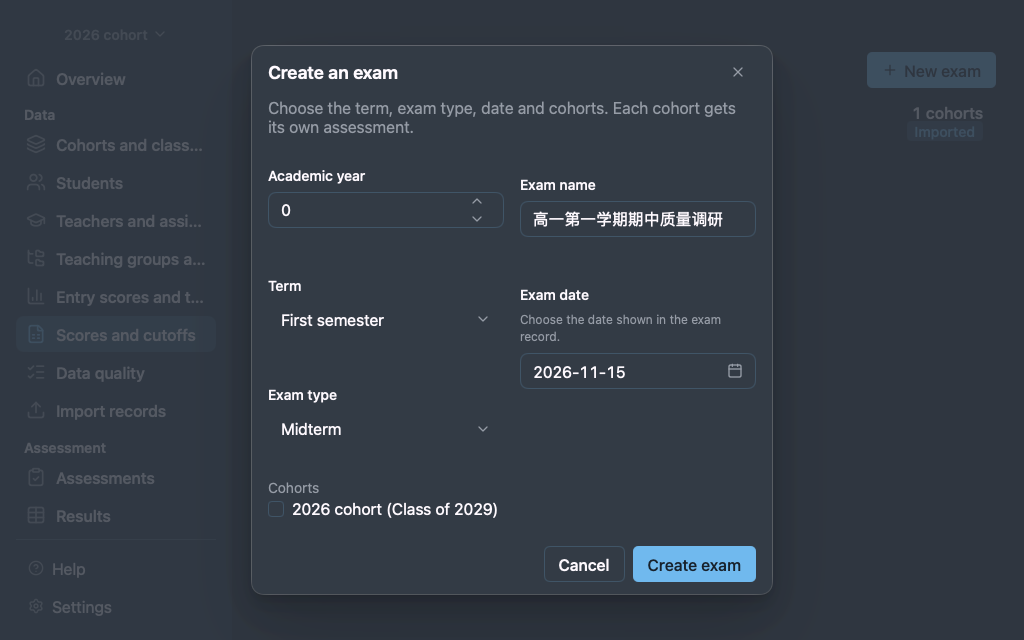 2026 cohort
Overview
Data
Cohorts and class...
Students
Teachers and assi...
Teaching groups a...
Entry scores and t...
Scores and cutoffs
Data quality
Import records
Assessment
Assessments
Results
Help
Settings
+ New exam
1 cohorts
Imported
Create an exam
Choose the term, exam type, date and cohorts. Each cohort gets
its own assessment.
Academic year
0
Exam name
高一第一学期期中质量调研
Term
First semester
Exam date
Choose the date shown in the exam
record.
2026-11-15
Exam type
Midterm
Cohorts
2026 cohort (Class of 2029)
Cancel
Create exam